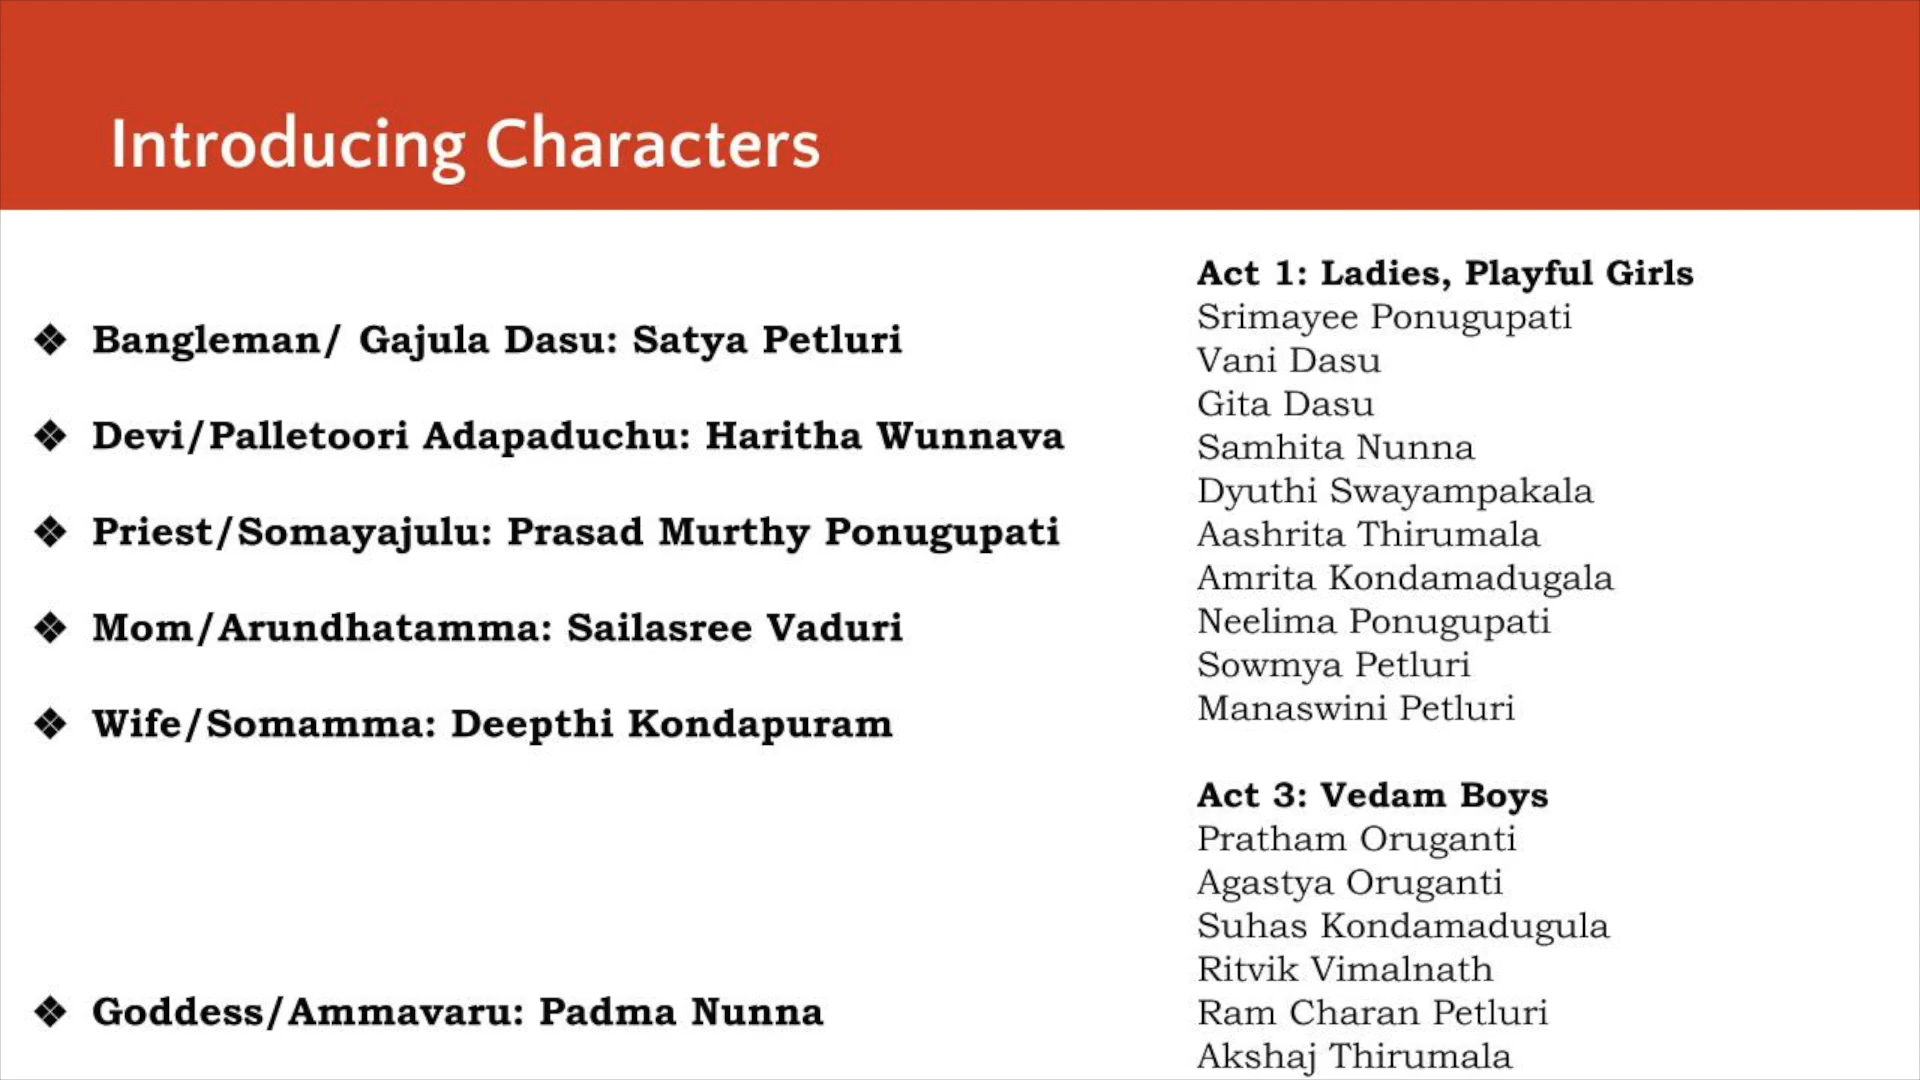 Introducing Characters
❖ Bangleman/ Gajula Dasu: Satya Petluri
❖ Devi/Palletoori Adapaduchu: Haritha Wunnava
❖ Priest/Somayajulu: Prasad Murthy Ponugupati
❖ Mom/Arundhatamma: Sailasree Vaduri
❖ Wife/Somamma: Deepthi Kondapuram
❖ Goddess/Ammavaru: Padma Nunna
Act 1: Ladies, Playful Girls
Srimayee Ponugupati
Vani Dasu
Gita Dasu
Samhita Nunna
Dyuthi Swayampakala
Aashrita Thirumala
Amrita Kondamadugala
Neelima Ponugupati
Sowmya Petluri
Manaswini Petluri
Act 3: Vedam Boys
Pratham Oruganti
Agastya Oruganti
Suhas Kondamadugula
Ritvik Vimalnath
Ram Charan Petluri
Akshaj Thirumala